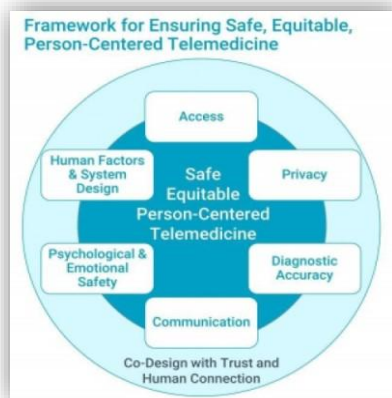 Framework for Ensuring Safe, Equitable,
Person-Centered Telemedicine
Access
Human Factors
& System
Design
Safe
Equitable
Person-Centered
Telemedicine
Privacy
Psychological &
Emotional
Safety
Diagnostic
Accuracy
Communication
Co-Design with Trust and
Human Connection